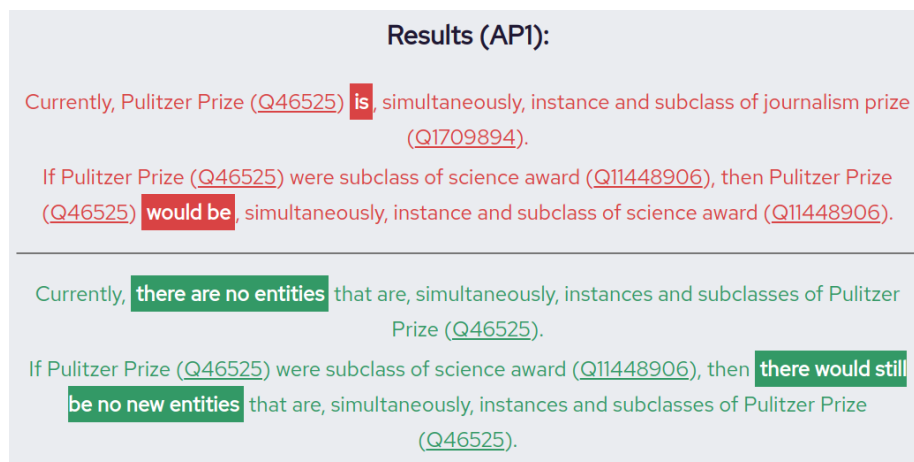 Results (AP1):
Currently, Pulitzer Prize (Q46525) is, simultaneously, instance and subclass of journalism prize
(Q1709894).
If Pulitzer Prize (Q46525) were subclass of science award (Q11448906), then Pulitzer Prize
(Q46525) would be, simultaneously, instance and subclass of science award (Q11448906).
Currently, there are no entities that are, simultaneously, instances and subclasses of Pulitzer
Prize (Q46525).
If Pulitzer Prize (Q46525) were subclass of science award (Q11448906), then there would still
be no new entities that are, simultaneously, instances and subclasses of Pulitzer Prize
(Q46525).